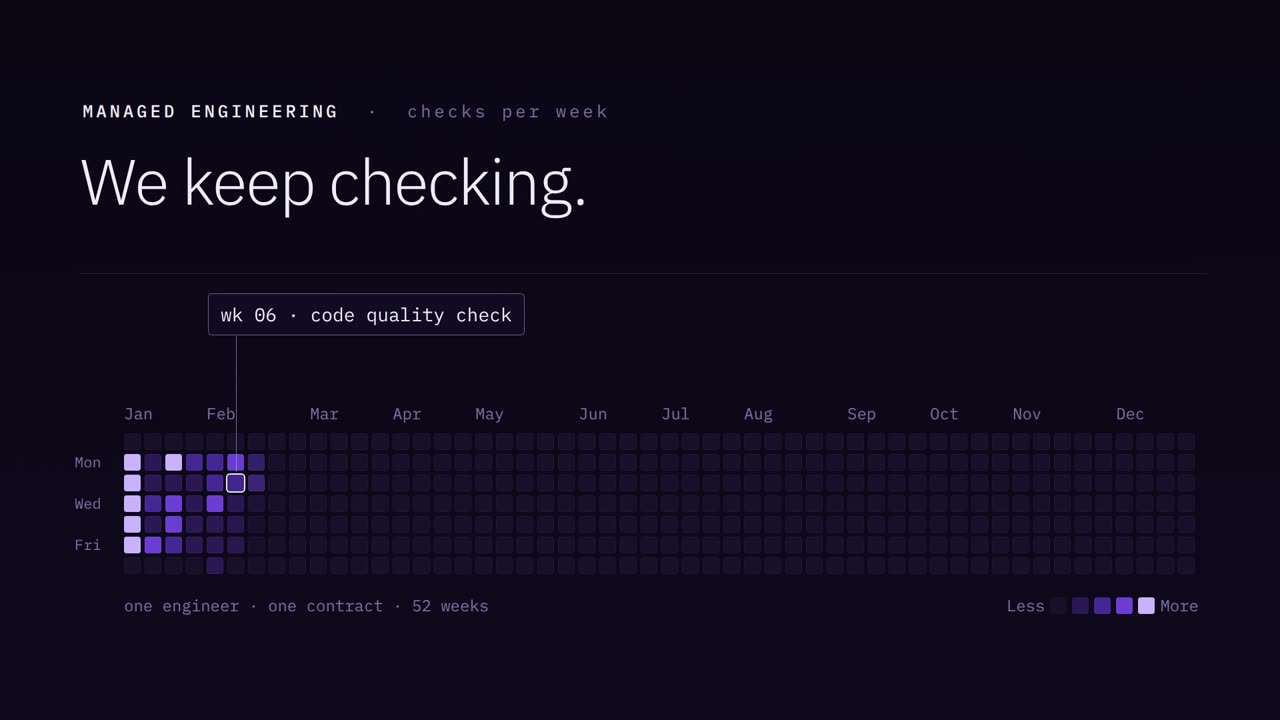 MANAGED ENGINEERING · checks per week
We keep checking.
wk 06 · code quality check
Jan Feb Mar Apr May Jun Jul Aug Sep Oct Nov Dec
Mon
Wed
Fri
one engineer · one contract · 52 weeks
Less More